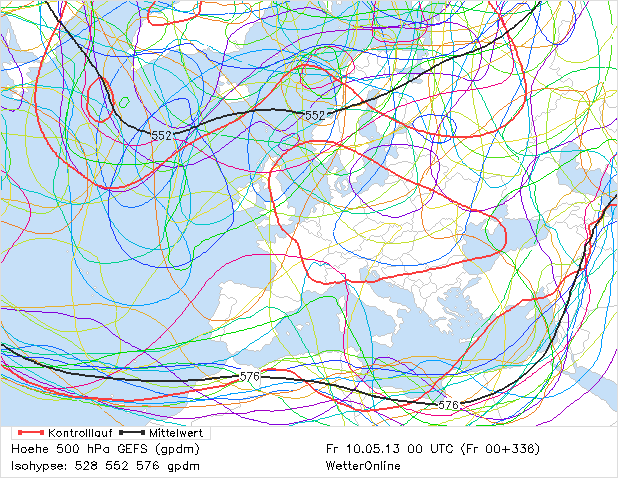 552
552
576
576
Kontrolllauf Mittelwert
Hoehe 500 hPa GEFS (gpdm) Fr 10.05.13 00 UTC (Fr 00+336)
Isohypse: 528 552 576 gpdm WetterOnline